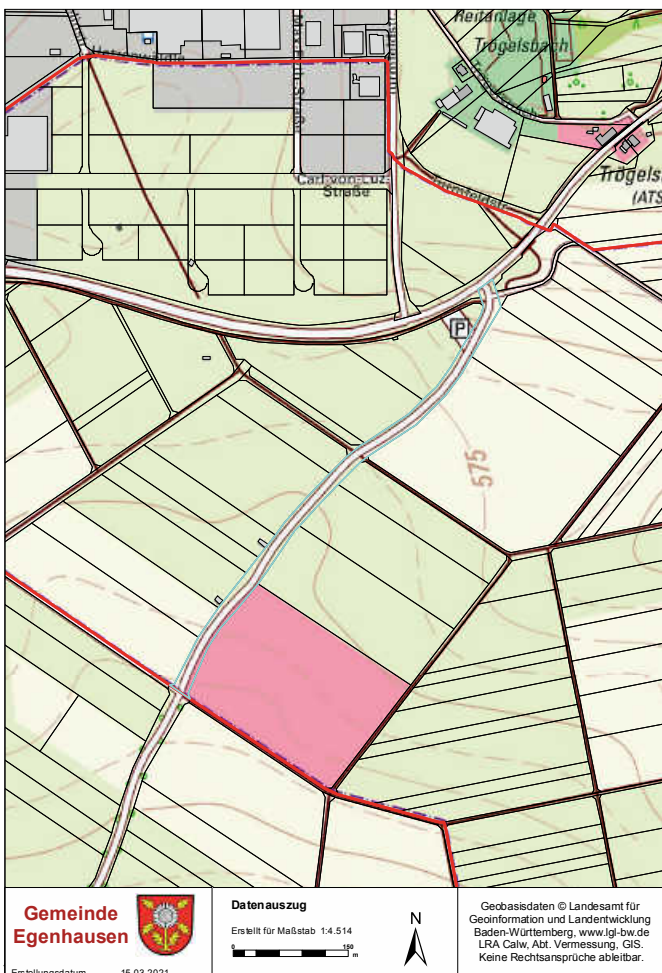 Reitanlage
Trögelsbach
Carl-von-Luz-
Straße
(ATS
P
575
Gemeinde
Egenhausen
Erstellungsdatum 15.03.2021
Datenauszug
Erstellt für Maßstab 1:4.514
0 150
m
N
Geobasisdaten © Landesamt für
Geoinformation und Landentwicklung
Baden-Württemberg, www.lgl-bw.de
LRA Calw, Abt. Vermessung, GIS.
Keine Rechtsansprüche ableitbar.